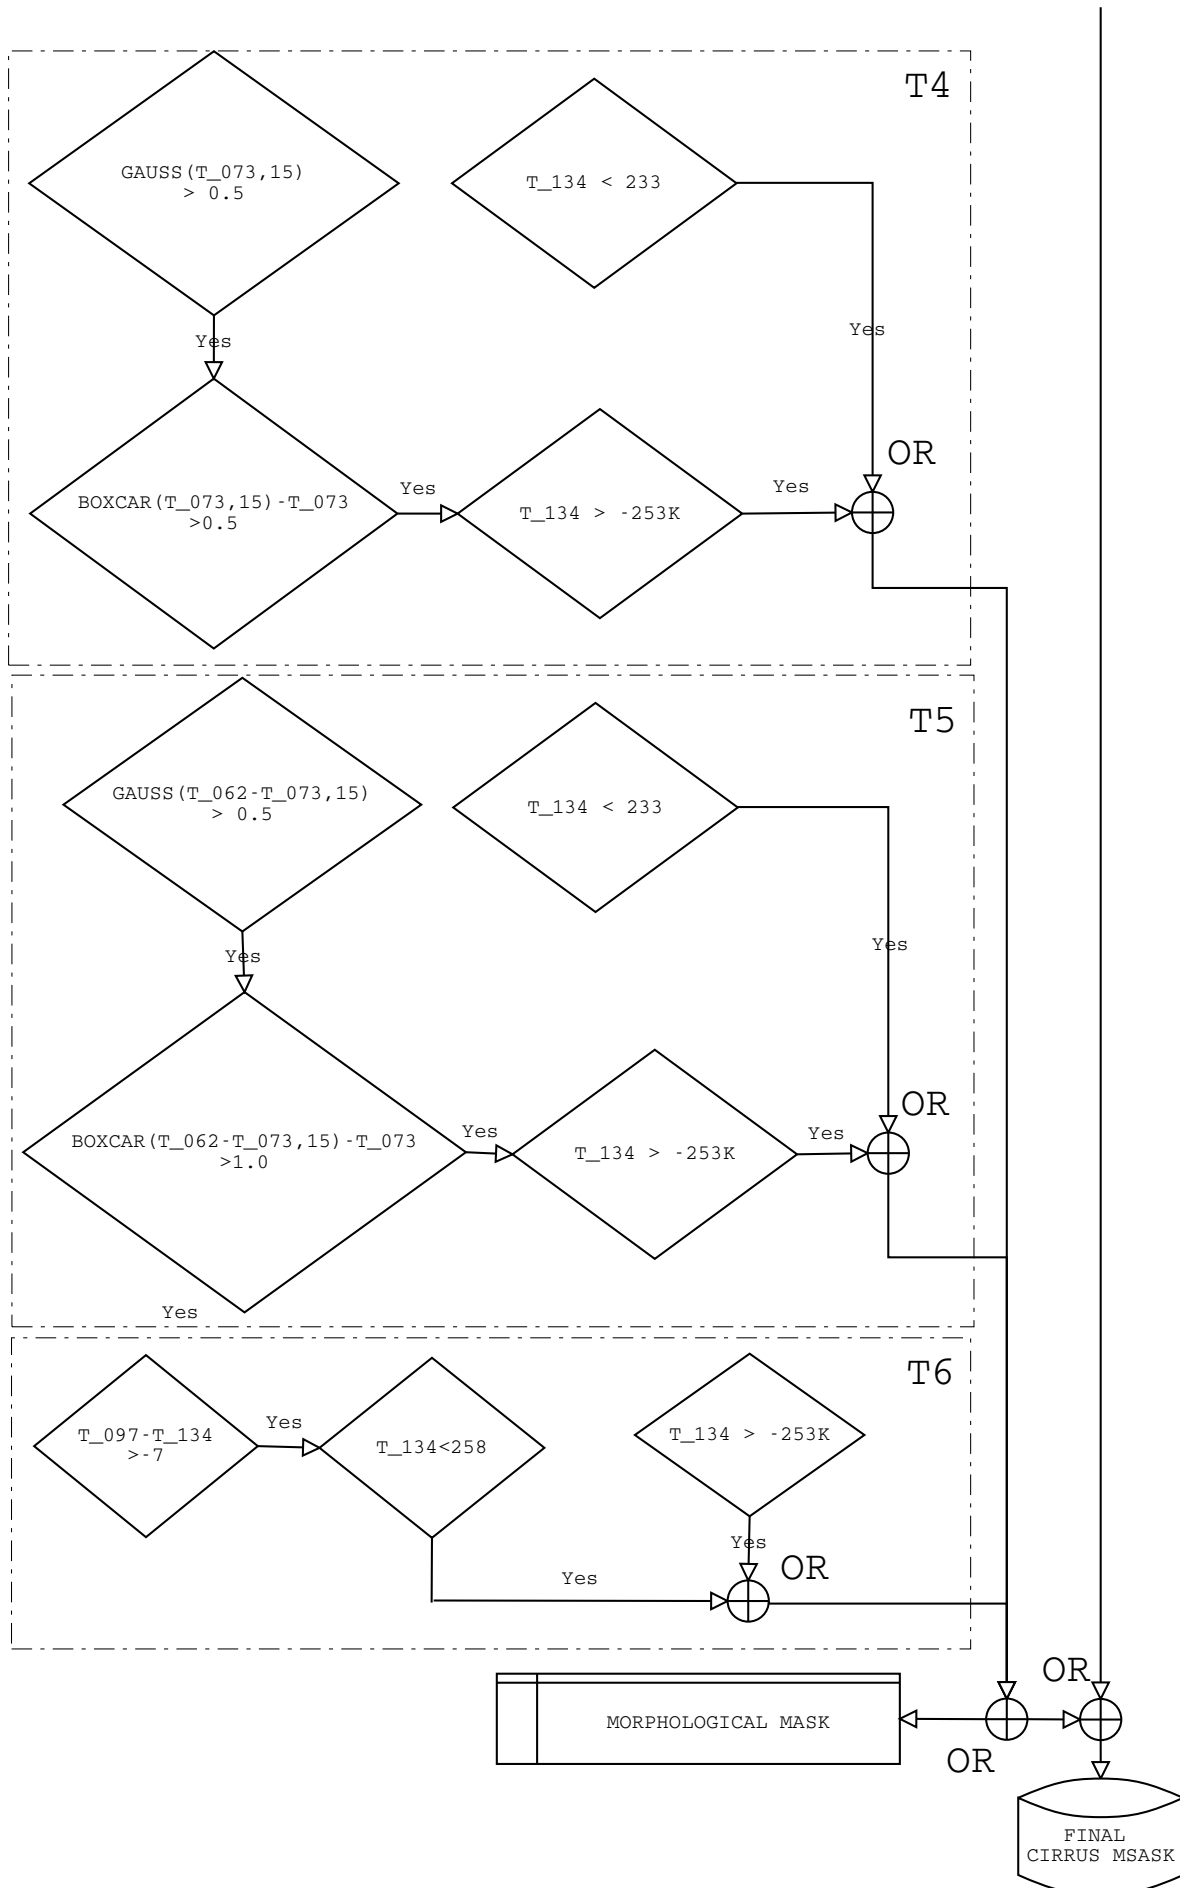 T4
GAUSS(T_073,15)
> 0.5
T_134 < 233
Yes
Yes
OR
BOXCAR(T_073,15)-T_073
>0.5
Yes
T_134 > -253K
Yes
T5
GAUSS(T_062-T_073,15)
> 0.5
T_134 < 233
Yes
Yes
OR
BOXCAR(T_062-T_073,15)-T_073
>1.0
Yes
T_134 > -253K
Yes
Yes
T6
T_097-T_134
>-7
Yes
T_134<258
T_134 > -253K
Yes
OR
Yes
OR
MORPHOLOGICAL MASK
OR
FINAL
CIRRUS MSASK